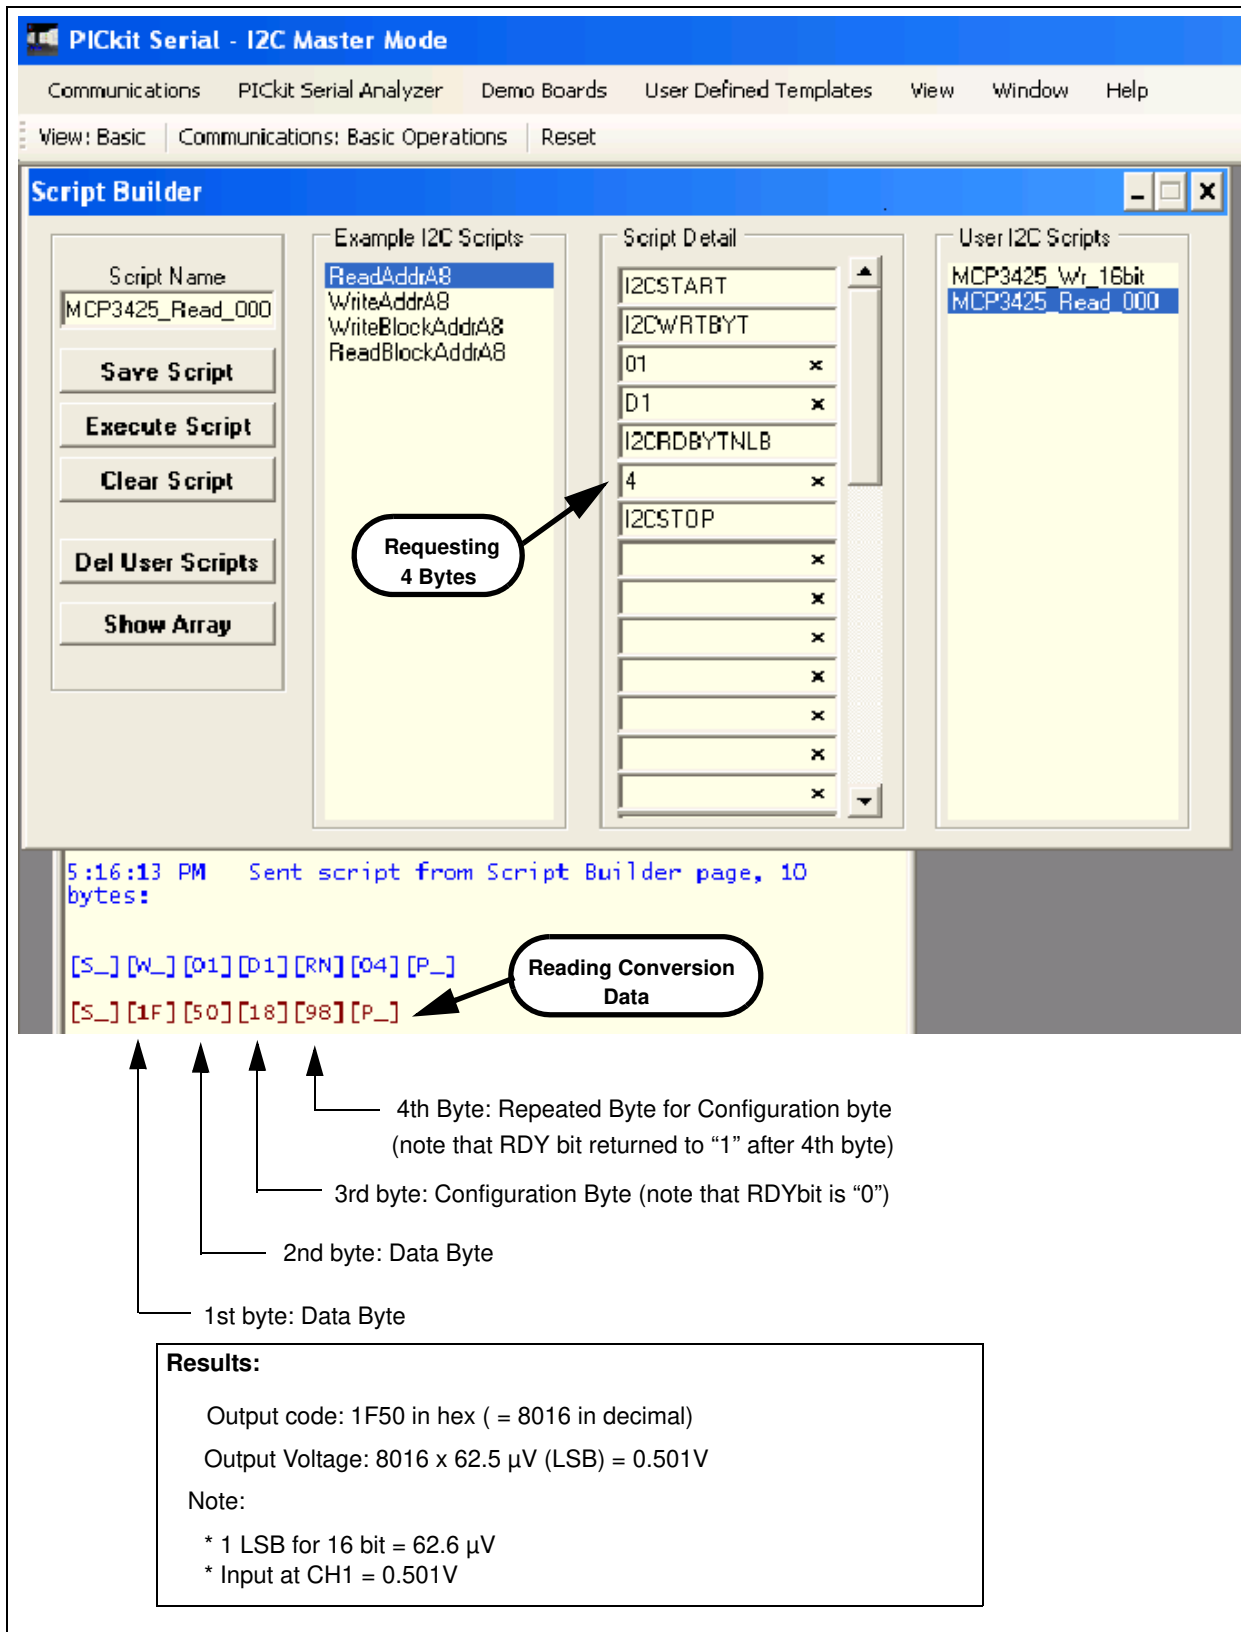 PICkit Serial - I2C Master Mode
Communications PICkit Serial Analyzer Demo Boards User Defined Templates View Window Help
View: Basic Communications: Basic Operations Reset
Script Builder
Script Name
MCP3425_Read_000
Save Script
Execute Script
Clear Script
Del User Scripts
Show Array
Example I2C Scripts
ReadAddrA8
WriteAddrA8
WriteBlockAddrA8
ReadBlockAddrA8
Script Detail
I2CSTART
I2CWRTBYT
01
D1
I2CRDBYTNLB
4
I2CSTOP
User I2C Scripts
MCP3425_Wr_16bit
MCP3425_Read_000
Requesting
4 Bytes
5:16:13 PM Sent script from Script Builder page, 10
bytes:
[S_][W_][01][D1][RN][04][P_]
[S_][1F][50][18][98][P_]
Reading Conversion
Data
4th Byte: Repeated Byte for Configuration byte
(note that RDY bit returned to “1” after 4th byte)
3rd byte: Configuration Byte (note that RDYbit is “0”)
2nd byte: Data Byte
1st byte: Data Byte
Results:
Output code: 1F50 in hex ( = 8016 in decimal)
Output Voltage: 8016 x 62.5 µV (LSB) = 0.501V
Note:
* 1 LSB for 16 bit = 62.6 µV
* Input at CH1 = 0.501V